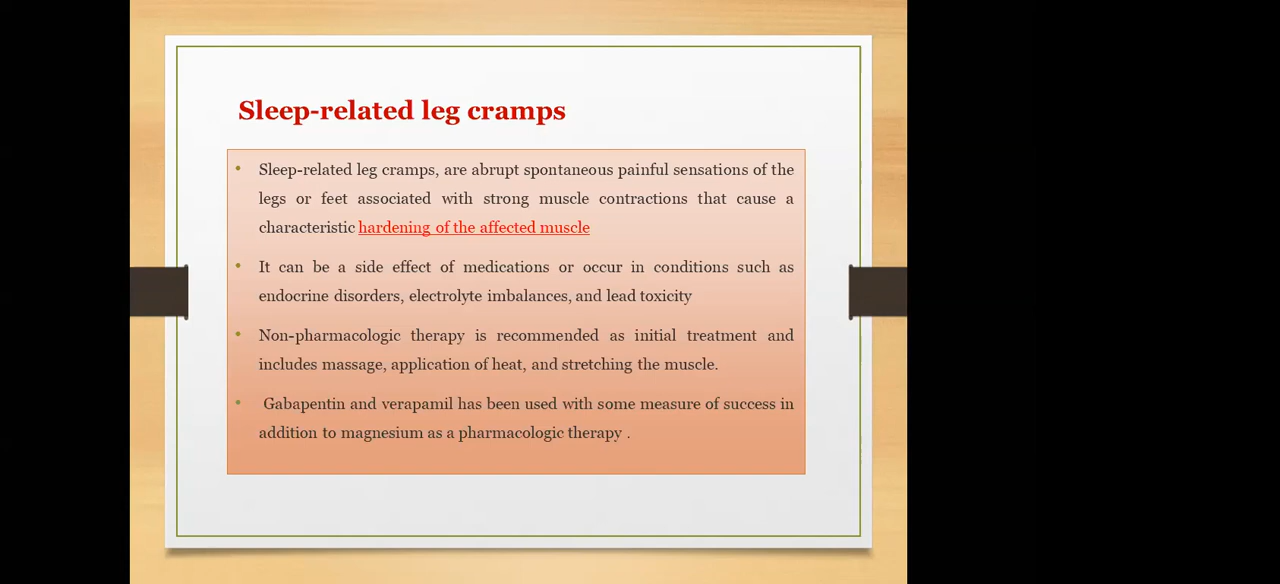 Sleep-related leg cramps
• Sleep-related leg cramps, are abrupt spontaneous painful sensations of the
legs or feet associated with strong muscle contractions that cause a
characteristic hardening of the affected muscle
• It can be a side effect of medications or occur in conditions such as
endocrine disorders, electrolyte imbalances, and lead toxicity
• Non-pharmacologic therapy is recommended as initial treatment and
includes massage, application of heat, and stretching the muscle.
• Gabapentin and verapamil has been used with some measure of success in
addition to magnesium as a pharmacologic therapy .